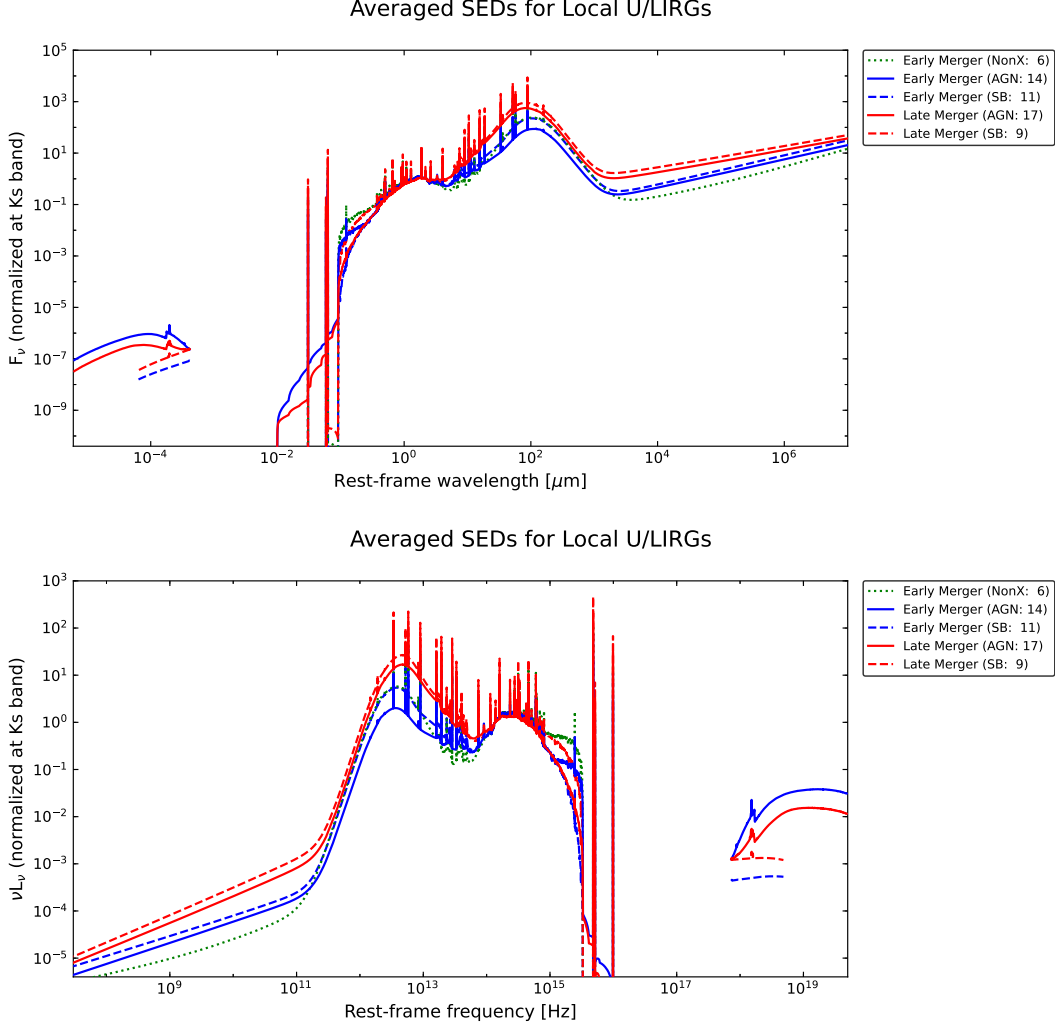 Averaged SEDs for Local U/LIRGs
10^5
10^3
10^1
10^-1
10^-3
10^-5
10^-7
10^-9
F_ν (normalized at Ks band)
10^-4
10^-2
10^0
10^2
10^4
10^6
Rest-frame wavelength [μm]
Early Merger (NonX: 6)
Early Merger (AGN: 14)
Early Merger (SB: 11)
Late Merger (AGN: 17)
Late Merger (SB: 9)
Averaged SEDs for Local U/LIRGs
10^3
10^2
10^1
10^0
10^-1
10^-2
10^-3
10^-4
10^-5
νL_ν (normalized at Ks band)
10^9
10^11
10^13
10^15
10^17
10^19
Rest-frame frequency [Hz]
Early Merger (NonX: 6)
Early Merger (AGN: 14)
Early Merger (SB: 11)
Late Merger (AGN: 17)
Late Merger (SB: 9)